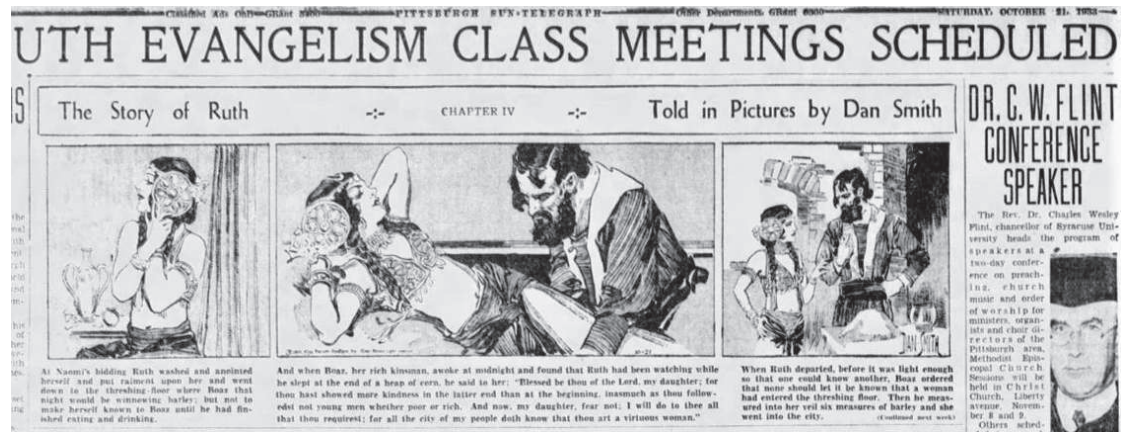 Classified Ads Only—GRant
PITTSBURGH SUN-TELEGRAPH
Other Departments, GRant
SATURDAY, OCTOBER 21, 1933
UTH EVANGELISM CLASS MEETINGS SCHEDULED
The Story of Ruth -:- CHAPTER IV -:- Told in Pictures by Dan Smith
At Naomi's bidding Ruth washed and anointed
herself and put raiment upon her and went
down to the threshing-floor where Boaz that
night would be winnowing barley; but not to
make herself known to Boaz until he had fin-
ished eating and drinking.
10-21
And when Boaz, her rich kinsman, awoke at midnight and found that Ruth had been watching while
he slept at the end of a heap of corn, he said to her: "Blessed be thou of the Lord, my daughter; for
thou hast showed more kindness in the latter end than at the beginning, inasmuch as thou follow-
edst not young men whether poor or rich. And now, my daughter, fear not; I will do to thee all
that thou requirest; for all the city of my people doth know that thou art a virtuous woman."
DAN SMITH
When Ruth departed, before it was light enough
so that one could know another, Boaz ordered
that none should let it be known that a woman
had entered the threshing floor. Then he meas-
ured into her veil six measures of barley and she
went into the city. (Continued next week)
DR. C. W. FLINT
CONFERENCE
SPEAKER
The Rev. Dr. Charles Wesley
Flint, chancellor of Syracuse Uni-
versity heads the program of
speakers at a
two-day confer-
ence on preach-
ing, church
music and order
of worship for
ministers, organ-
ists and choir di-
rectors of the
Pittsburgh area,
Methodist Epis-
copal Church.
Sessions will be
held in Christ
Church, Liberty
avenue, Novem-
ber 8 and 9.
Others sched-